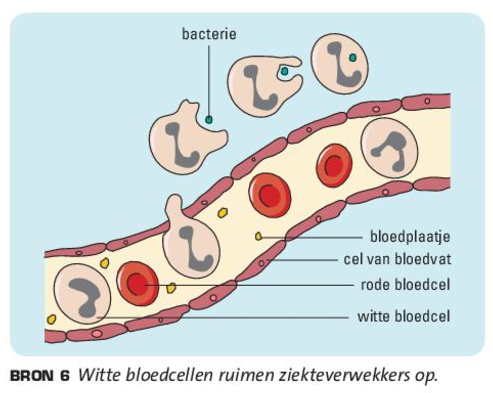 bacterie
bloedplaatje
cel van bloedvat
rode bloedcel
witte bloedcel
BRON 6 Witte bloedcellen ruimen ziekteverwekkers op.